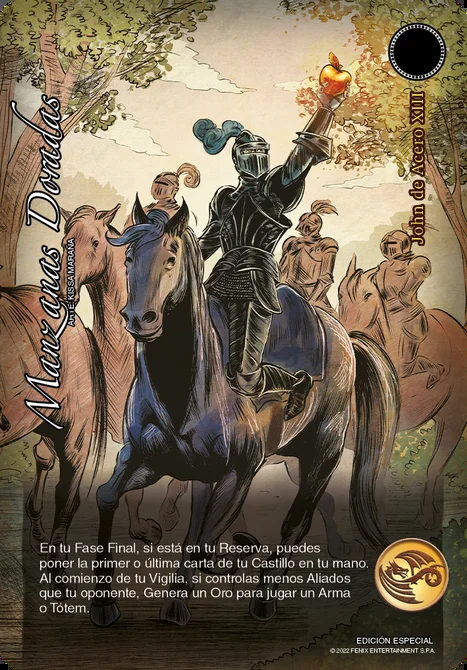 Manzanas Doradas
ARTE: KISSAMARANA
John de Acero XIII
En tu Fase Final, si está en tu Reserva, puedes
poner la primer o última carta de tu Castillo en tu mano.
Al comienzo de tu Vigilia, si controlas menos Aliados
que tu oponente, Genera un Oro para jugar un Arma
o Tótem.
EDICIÓN ESPECIAL
© 2022 FENIX ENTERTAINMENT S.P.A.